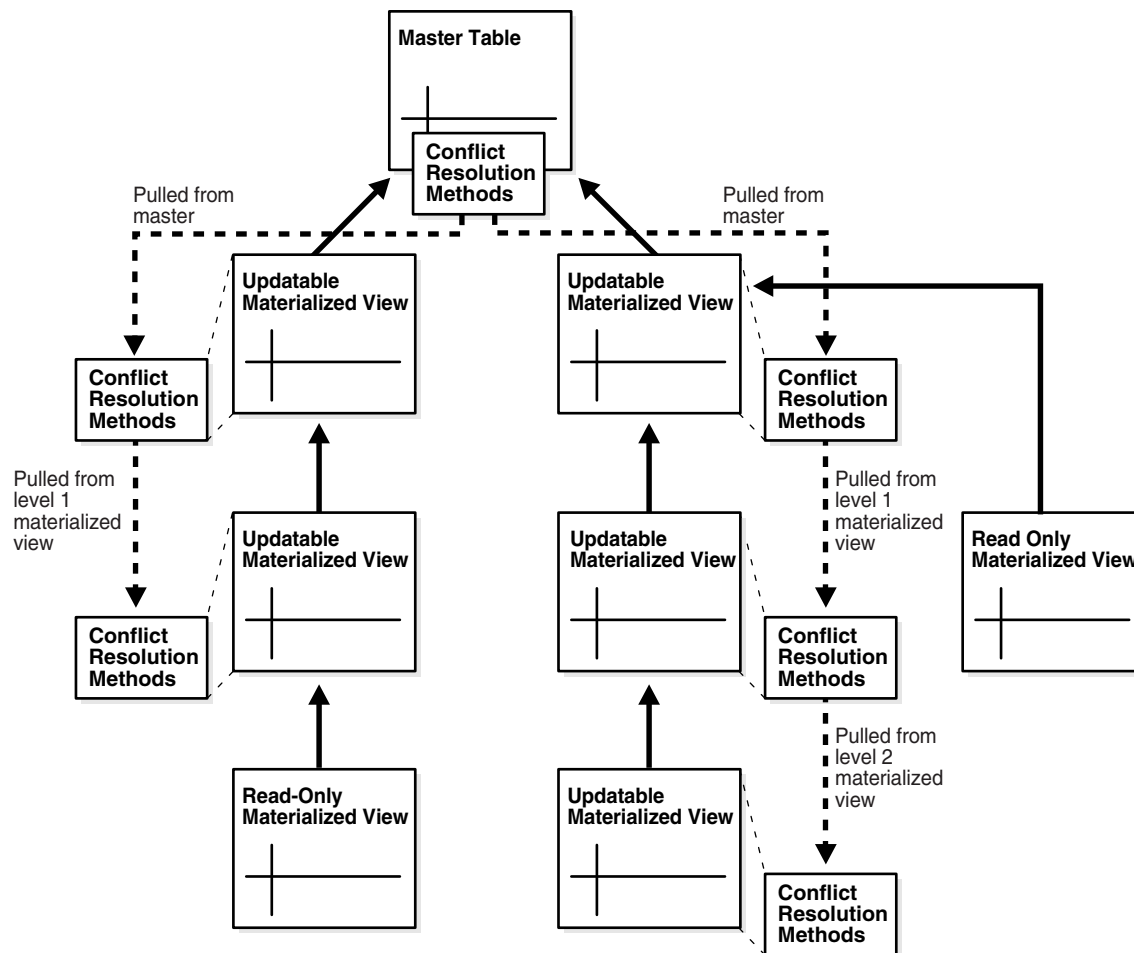 Master Table
Conflict
Resolution
Methods
Pulled from
master
Pulled from
master
Updatable
Materialized View
Updatable
Materialized View
Conflict
Resolution
Methods
Conflict
Resolution
Methods
Pulled from
level 1
materialized
view
Pulled from
level 1
materialized
view
Updatable
Materialized View
Updatable
Materialized View
Read Only
Materialized View
Conflict
Resolution
Methods
Conflict
Resolution
Methods
Pulled from
level 2
materialized
view
Read-Only
Materialized View
Updatable
Materialized View
Conflict
Resolution
Methods